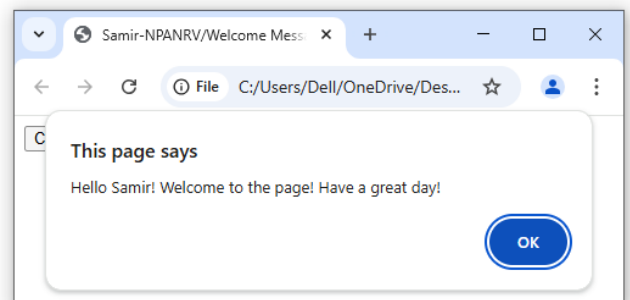 Samir-NPANRV/Welcome Mess
File C:/Users/Dell/OneDrive/Des...
C
This page says
Hello Samir! Welcome to the page! Have a great day!
OK